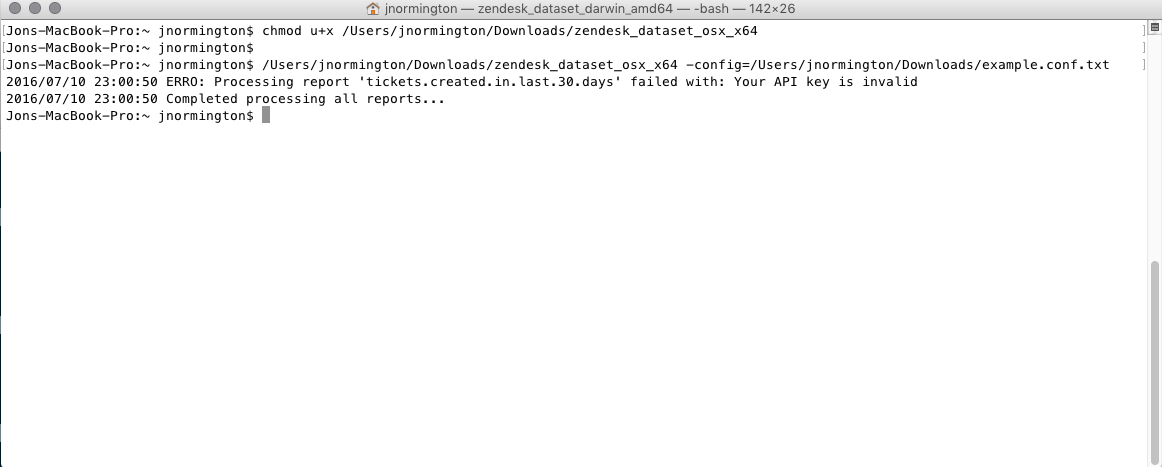 jnormington — zendesk_dataset_darwin_amd64 — -bash — 142×26
[Jons-MacBook-Pro:~ jnormington$ chmod u+x /Users/jnormington/Downloads/zendesk_dataset_osx_x64 ]
[Jons-MacBook-Pro:~ jnormington$ ]
[Jons-MacBook-Pro:~ jnormington$ /Users/jnormington/Downloads/zendesk_dataset_osx_x64 -config=/Users/jnormington/Downloads/example.conf.txt ]
2016/07/10 23:00:50 ERRO: Processing report 'tickets.created.in.last.30.days' failed with: Your API key is invalid
2016/07/10 23:00:50 Completed processing all reports...
Jons-MacBook-Pro:~ jnormington$